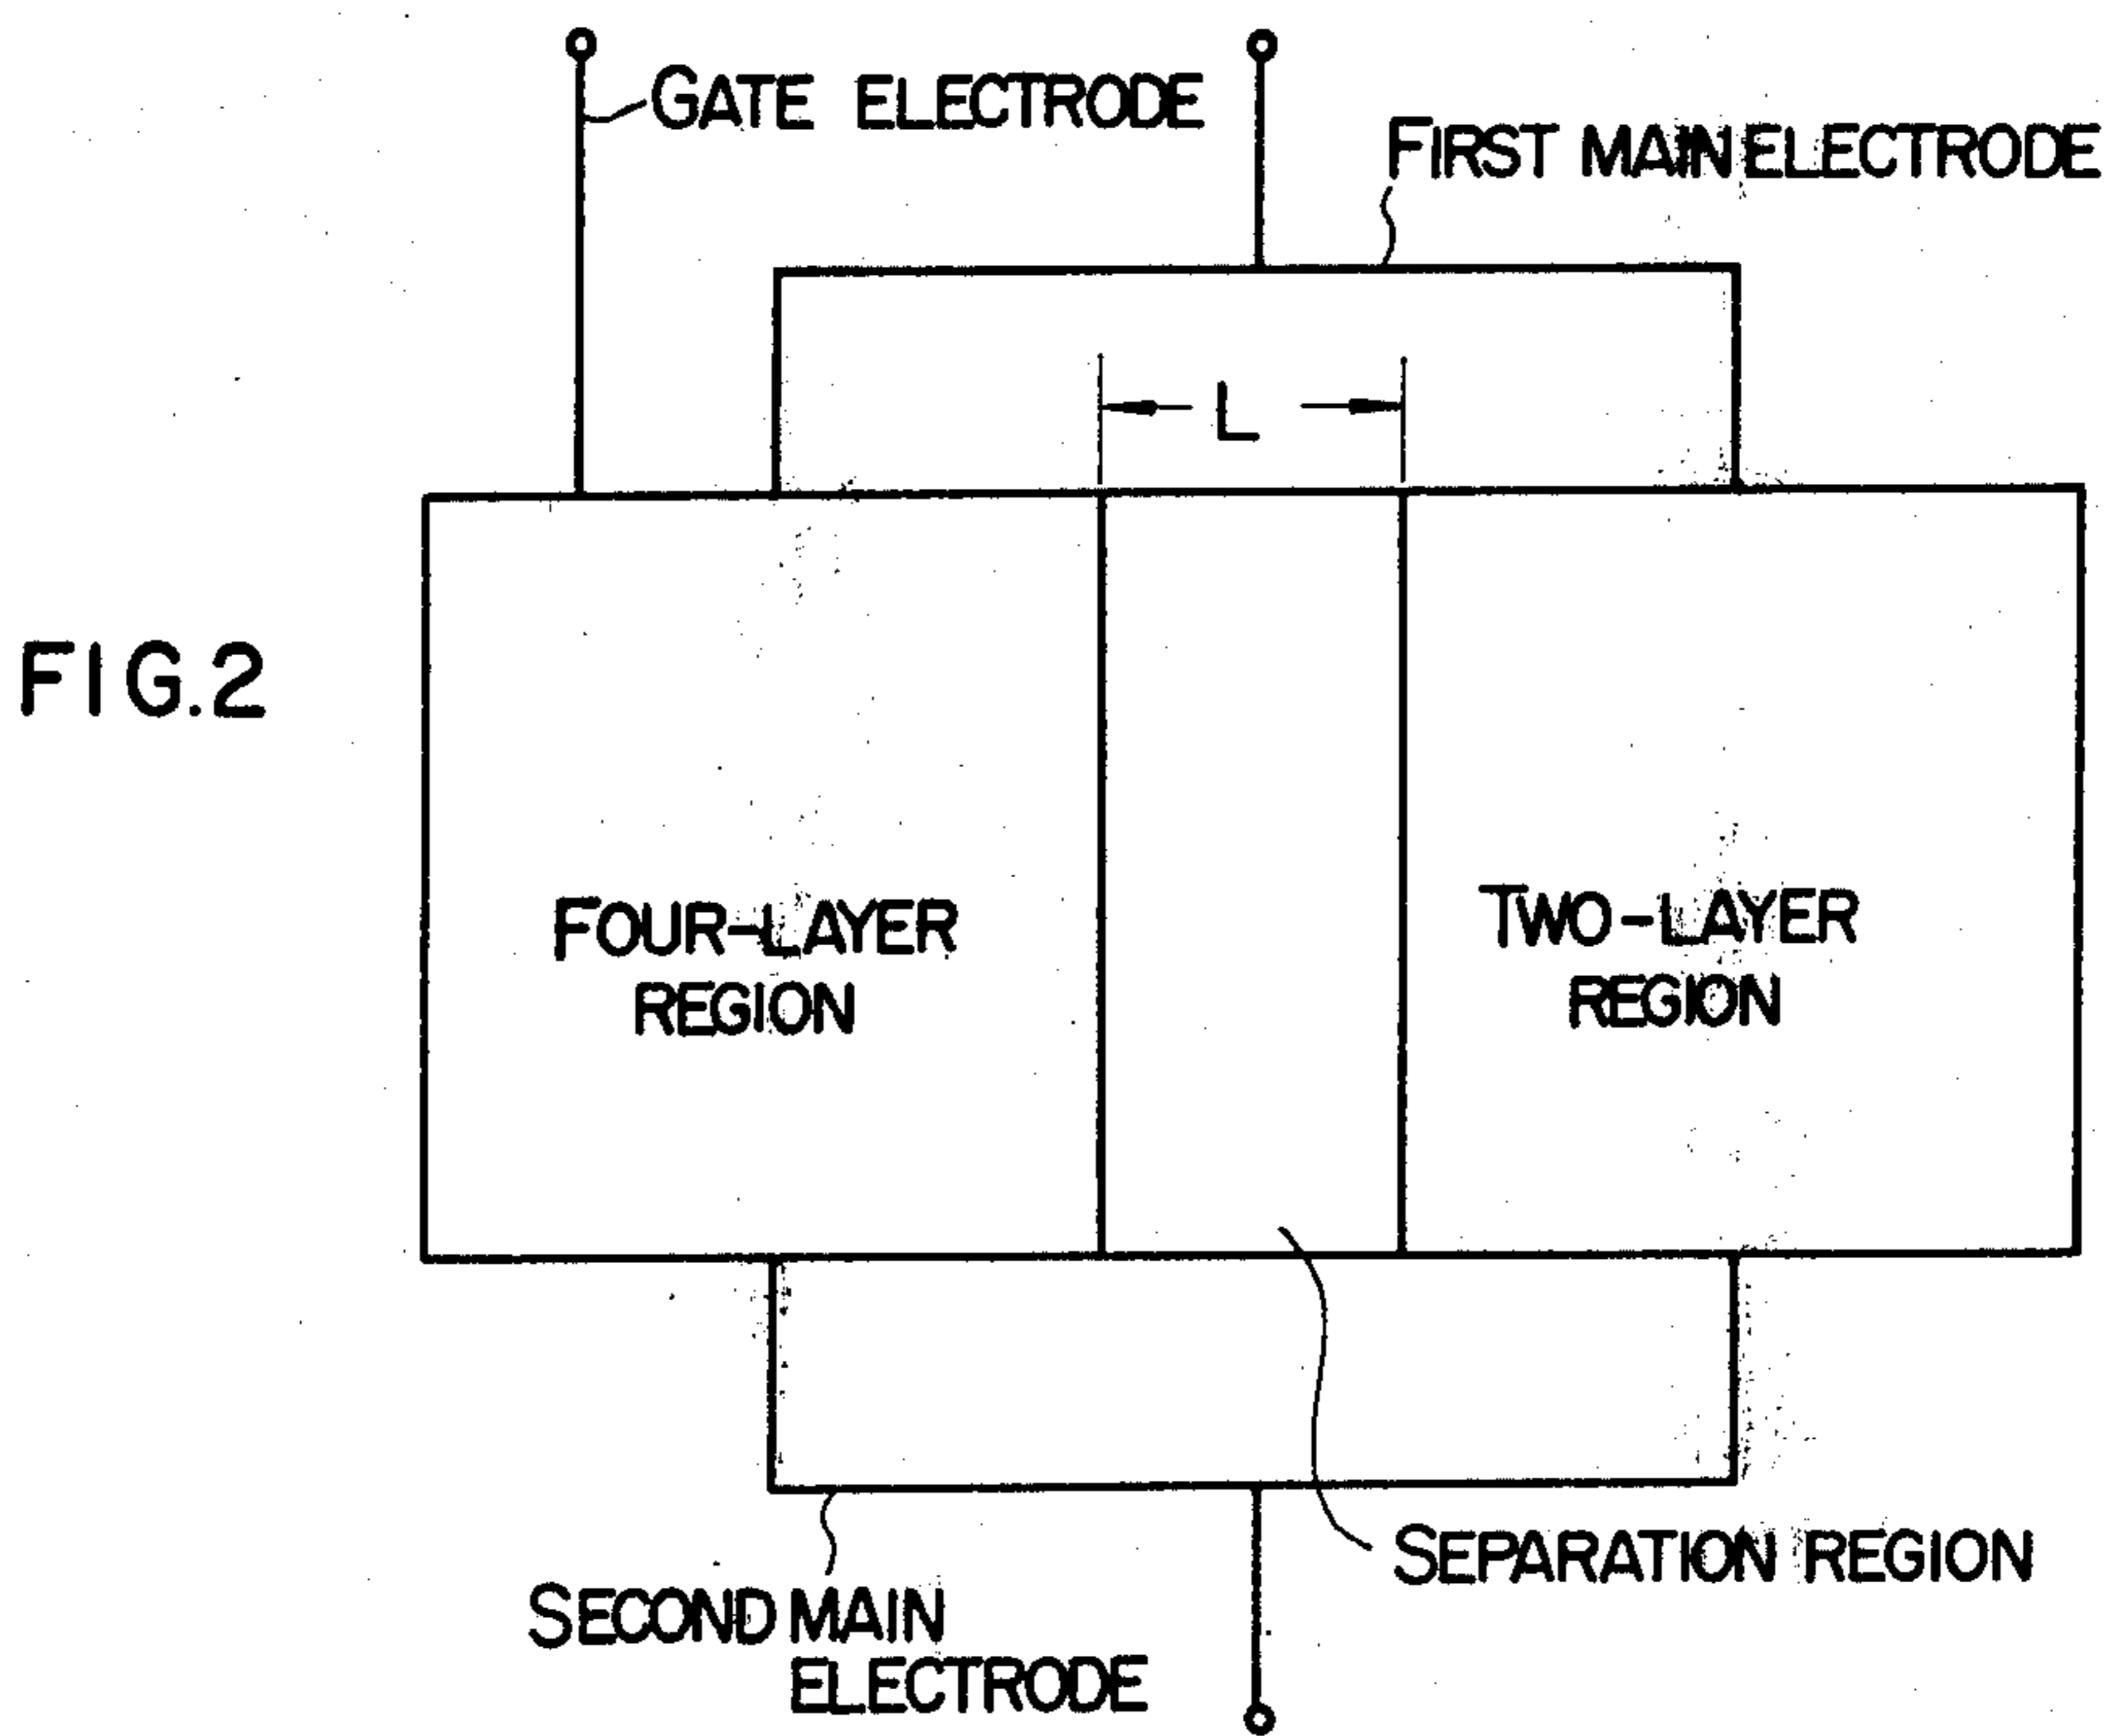 GATE ELECTRODE
FIRST MAIN ELECTRODE
L
FIG.2
FOUR-LAYER
REGION
TWO-LAYER
REGION
SEPARATION REGION
SECOND MAIN
ELECTRODE